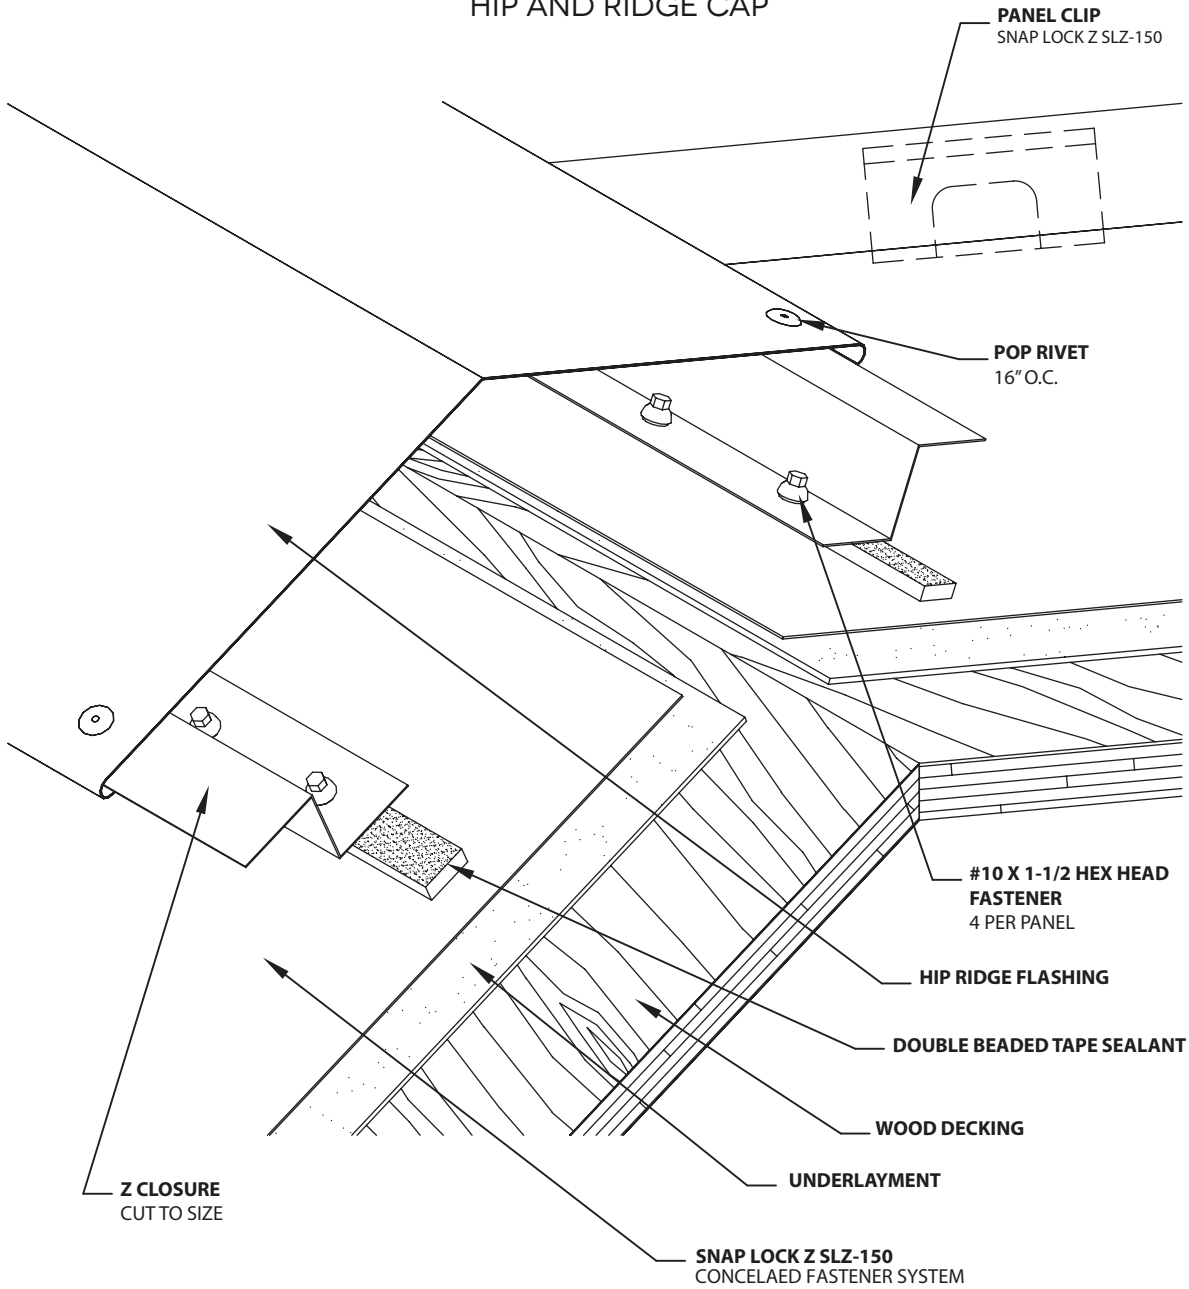 HIP AND RIDGE CAP
PANEL CLIP
SNAP LOCK Z SLZ-150
POP RIVET
16” O.C.
#10 X 1-1/2 HEX HEAD
FASTENER
4 PER PANEL
HIP RIDGE FLASHING
DOUBLE BEADED TAPE SEALANT
WOOD DECKING
UNDERLAYMENT
Z CLOSURE
CUT TO SIZE
SNAP LOCK Z SLZ-150
CONCELAED FASTENER SYSTEM